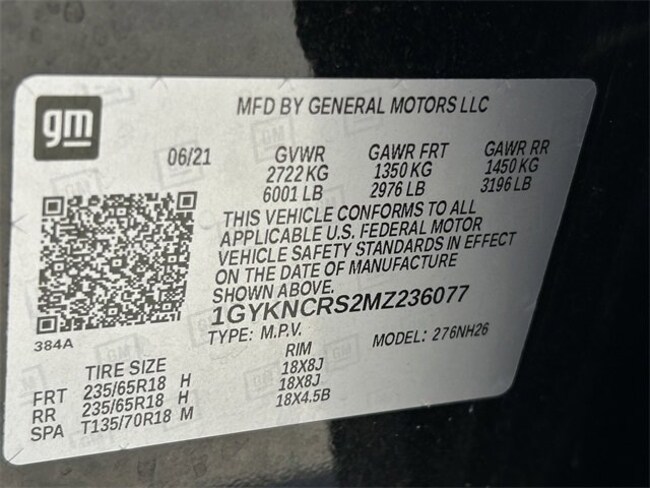 gm
MFD BY GENERAL MOTORS LLC
06/21 GVWR GAWR FRT GAWR RR
2722 KG 1350 KG 1450 KG
6001 LB 2976 LB 3196 LB
THIS VEHICLE CONFORMS TO ALL
APPLICABLE U.S. FEDERAL MOTOR
VEHICLE SAFETY STANDARDS IN EFFECT
ON THE DATE OF MANUFACTURE
SHOWN ABOVE.
1GYKNCRS2MZ236077
384A
TYPE: M.P.V. MODEL: 276NH26
TIRE SIZE RIM
FRT 235/65R18 H 18X8J
RR 235/65R18 H 18X8J
SPA T135/70R18 M 18X4.5B